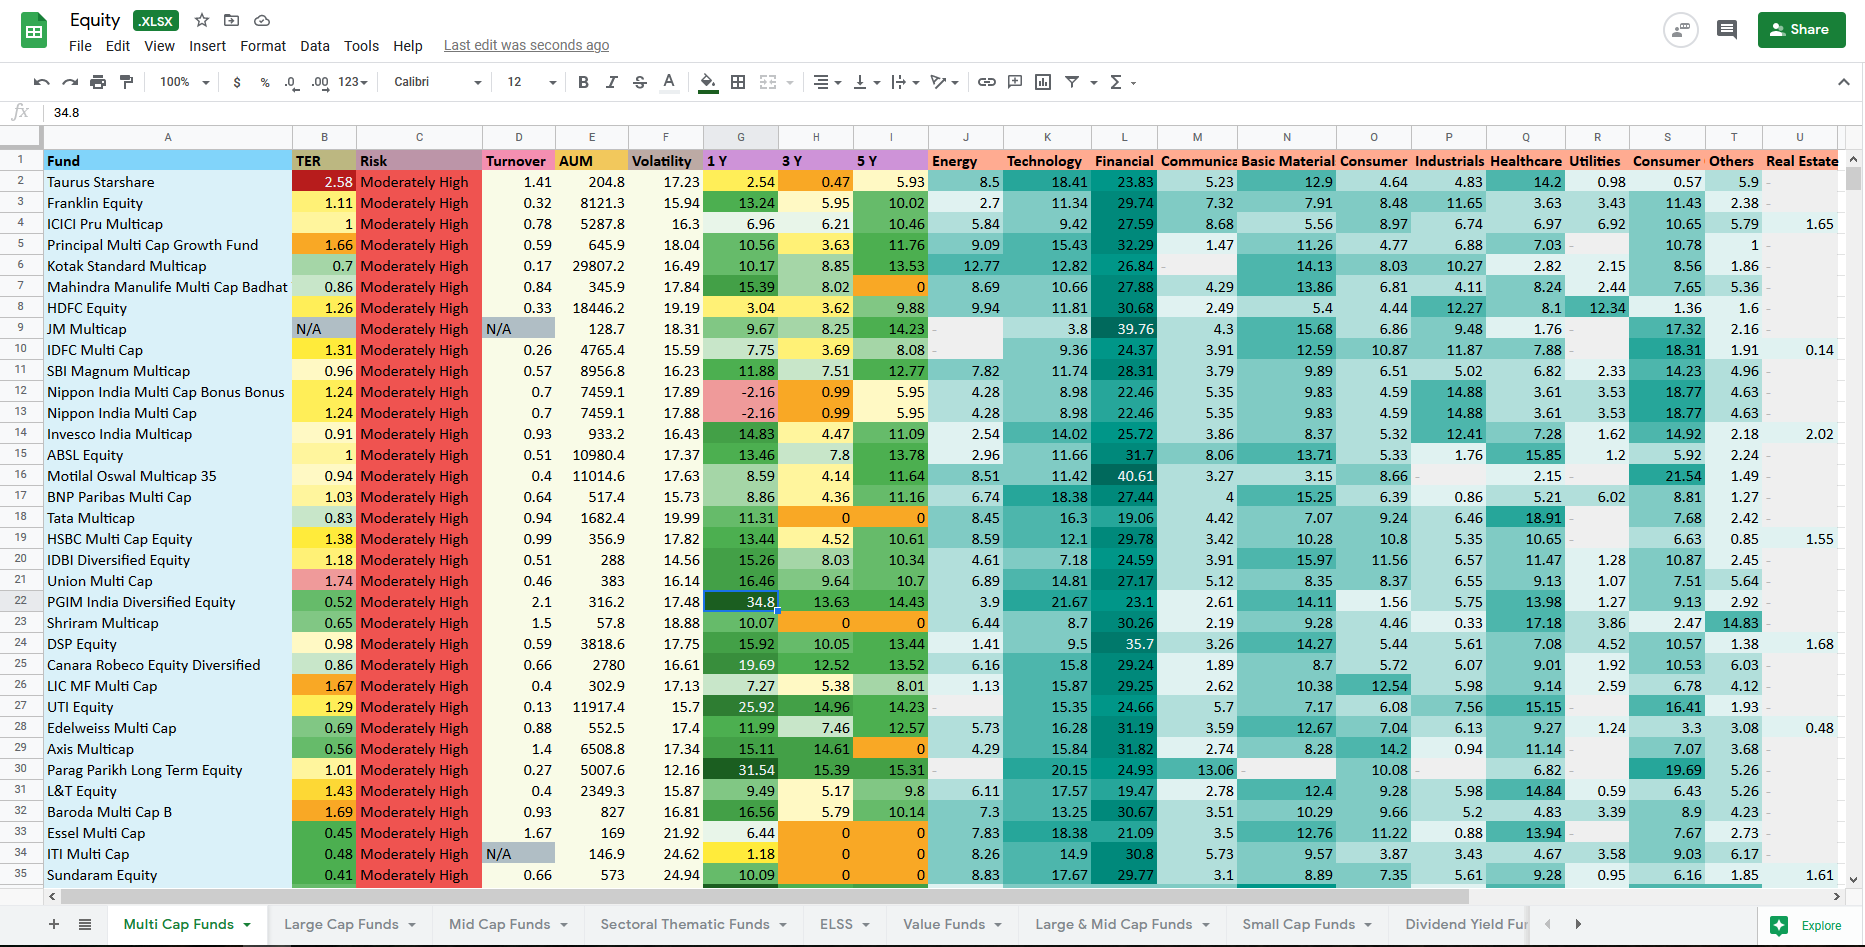 Equity .XLSX
File Edit View Insert Format Data Tools Help Last edit was seconds ago
Share
100% $ % .0 .00 123 Calibri 12 B I S A
fx 34.8
A B C D E F G H I J K L M N O P Q R S T U
1 Fund TER Risk Turnover AUM Volatility 1 Y 3 Y 5 Y Energy Technology Financial Communica Basic Material Consumer Industrials Healthcare Utilities Consumer Others Real Estate
2 Taurus Starshare 2.58 Moderately High 1.41 204.8 17.23 2.54 0.47 5.93 8.5 18.41 23.83 5.23 12.9 4.64 4.83 14.2 0.98 0.57 5.9 -
3 Franklin Equity 1.11 Moderately High 0.32 8121.3 15.94 13.24 5.95 10.02 2.7 11.34 29.74 7.32 7.91 8.48 11.65 3.63 3.43 11.43 2.38 -
4 ICICI Pru Multicap 1 Moderately High 0.78 5287.8 16.3 6.96 6.21 10.46 5.84 9.42 27.59 8.68 5.56 8.97 6.74 6.97 6.92 10.65 5.79 1.65
5 Principal Multi Cap Growth Fund 1.66 Moderately High 0.59 645.9 18.04 10.56 3.63 11.76 9.09 15.43 32.29 1.47 11.26 4.77 6.88 7.03 - 10.78 1 -
6 Kotak Standard Multicap 0.7 Moderately High 0.17 29807.2 16.49 10.17 8.85 13.53 12.77 12.82 26.84 - 14.13 8.03 10.27 2.82 2.15 8.56 1.86 -
7 Mahindra Manulife Multi Cap Badhat 0.86 Moderately High 0.84 345.9 17.84 15.39 8.02 0 8.69 10.66 27.88 4.29 13.86 6.81 4.11 8.24 2.44 7.65 5.36 -
8 HDFC Equity 1.26 Moderately High 0.33 18446.2 19.19 3.04 3.62 9.88 9.94 11.81 30.68 2.49 5.4 4.44 12.27 8.1 12.34 1.36 1.6 -
9 JM Multicap N/A Moderately High N/A 128.7 18.31 9.67 8.25 14.23 - 3.8 39.76 4.3 15.68 6.86 9.48 1.76 - 17.32 2.16 -
10 IDFC Multi Cap 1.31 Moderately High 0.26 4765.4 15.59 7.75 3.69 8.08 - 9.36 24.37 3.91 12.59 10.87 11.87 7.88 - 18.31 1.91 0.14
11 SBI Magnum Multicap 0.96 Moderately High 0.57 8956.8 16.23 11.88 7.51 12.77 7.82 11.74 28.31 3.79 9.89 6.51 5.02 6.82 2.33 14.23 4.96 -
12 Nippon India Multi Cap Bonus Bonus 1.24 Moderately High 0.7 7459.1 17.89 -2.16 0.99 5.95 4.28 8.98 22.46 5.35 9.83 4.59 14.88 3.61 3.53 18.77 4.63 -
13 Nippon India Multi Cap 1.24 Moderately High 0.7 7459.1 17.88 -2.16 0.99 5.95 4.28 8.98 22.46 5.35 9.83 4.59 14.88 3.61 3.53 18.77 4.63 -
14 Invesco India Multicap 0.91 Moderately High 0.93 933.2 16.43 14.83 4.47 11.09 2.54 14.02 25.72 3.86 8.37 5.32 12.41 7.28 1.62 14.92 2.18 2.02
15 ABSL Equity 1 Moderately High 0.51 10980.4 17.37 13.46 7.8 13.78 2.96 11.66 31.7 8.06 13.71 5.33 1.76 15.85 1.2 5.92 2.24 -
16 Motilal Oswal Multicap 35 0.94 Moderately High 0.4 11014.6 17.63 8.59 4.14 11.64 8.51 11.42 40.61 3.27 3.15 8.66 - 2.15 - 21.54 1.49 -
17 BNP Paribas Multi Cap 1.03 Moderately High 0.64 517.4 15.73 8.86 4.36 11.16 6.74 18.38 27.44 4 15.25 6.39 0.86 5.21 6.02 8.81 1.27 -
18 Tata Multicap 0.83 Moderately High 0.94 1682.4 19.99 11.31 0 0 8.45 16.3 19.06 4.42 7.07 9.24 6.46 18.91 - 7.68 2.42 -
19 HSBC Multi Cap Equity 1.38 Moderately High 0.99 356.9 17.82 13.44 4.52 10.61 8.59 12.1 29.78 3.42 10.28 10.8 5.35 10.65 - 6.63 0.85 1.55
20 IDBI Diversified Equity 1.18 Moderately High 0.51 288 14.56 15.26 8.03 10.34 4.61 7.18 24.59 3.91 15.97 11.56 6.57 11.47 1.28 10.87 2.45 -
21 Union Multi Cap 1.74 Moderately High 0.46 383 16.14 16.46 9.64 10.7 6.89 14.81 27.17 5.12 8.35 8.37 6.55 9.13 1.07 7.51 5.64 -
22 PGIM India Diversified Equity 0.52 Moderately High 2.1 316.2 17.48 34.8 13.63 14.43 3.9 21.67 23.1 2.61 14.11 1.56 5.75 13.98 1.27 9.13 2.92 -
23 Shriram Multicap 0.65 Moderately High 1.5 57.8 18.88 10.07 0 0 6.44 8.7 30.26 2.19 9.28 4.46 0.33 17.18 3.86 2.47 14.83 -
24 DSP Equity 0.98 Moderately High 0.59 3818.6 17.75 15.92 10.05 13.44 1.41 9.5 35.7 3.26 14.27 5.44 5.61 7.08 4.52 10.57 1.38 1.68
25 Canara Robeco Equity Diversified 0.86 Moderately High 0.66 2780 16.61 19.69 12.52 13.52 6.16 15.8 29.24 1.89 8.7 5.72 6.07 9.01 1.92 10.53 6.03 -
26 LIC MF Multi Cap 1.67 Moderately High 0.4 302.9 17.13 7.27 5.38 8.01 1.13 15.87 29.25 2.62 10.38 12.54 5.98 9.14 2.59 6.78 4.12 -
27 UTI Equity 1.29 Moderately High 0.13 11917.4 15.7 25.92 14.96 14.23 - 15.35 24.66 5.7 7.17 6.08 7.56 15.15 - 16.41 1.93 -
28 Edelweiss Multi Cap 0.69 Moderately High 0.88 552.5 17.4 11.99 7.46 12.57 5.73 16.28 31.19 3.59 12.67 7.04 6.13 9.27 1.24 3.3 3.08 0.48
29 Axis Multicap 0.56 Moderately High 1.4 6508.8 17.34 15.11 14.61 0 4.29 15.84 31.82 2.74 8.28 14.2 0.94 11.14 - 7.07 3.68 -
30 Parag Parikh Long Term Equity 1.01 Moderately High 0.27 5007.6 12.16 31.54 15.39 15.31 - 20.15 24.93 13.06 - 10.08 - 6.82 - 19.69 5.26 -
31 L&T Equity 1.43 Moderately High 0.4 2349.3 15.87 9.49 5.17 9.8 6.11 17.57 19.47 2.78 12.4 9.28 5.98 14.84 0.59 6.43 5.26 -
32 Baroda Multi Cap B 1.69 Moderately High 0.93 827 16.81 16.56 5.79 10.14 7.3 13.25 30.67 3.51 10.29 9.66 5.2 4.83 3.39 8.9 4.23 -
33 Essel Multi Cap 0.45 Moderately High 1.67 169 21.92 6.44 0 0 7.83 18.38 21.09 3.5 12.76 11.22 0.88 13.94 - 7.67 2.73 -
34 ITI Multi Cap 0.48 Moderately High N/A 146.9 24.62 1.18 0 0 8.26 14.9 30.8 5.73 9.57 3.87 3.43 4.67 3.58 9.03 6.17 -
35 Sundaram Equity 0.41 Moderately High 0.66 573 24.94 10.09 0 0 8.83 17.67 29.77 3.1 8.89 7.35 5.61 9.28 0.95 6.16 1.85 1.61
Multi Cap Funds Large Cap Funds Mid Cap Funds Sectoral Thematic Funds ELSS Value Funds Large & Mid Cap Funds Small Cap Funds Dividend Yield Fun Explore